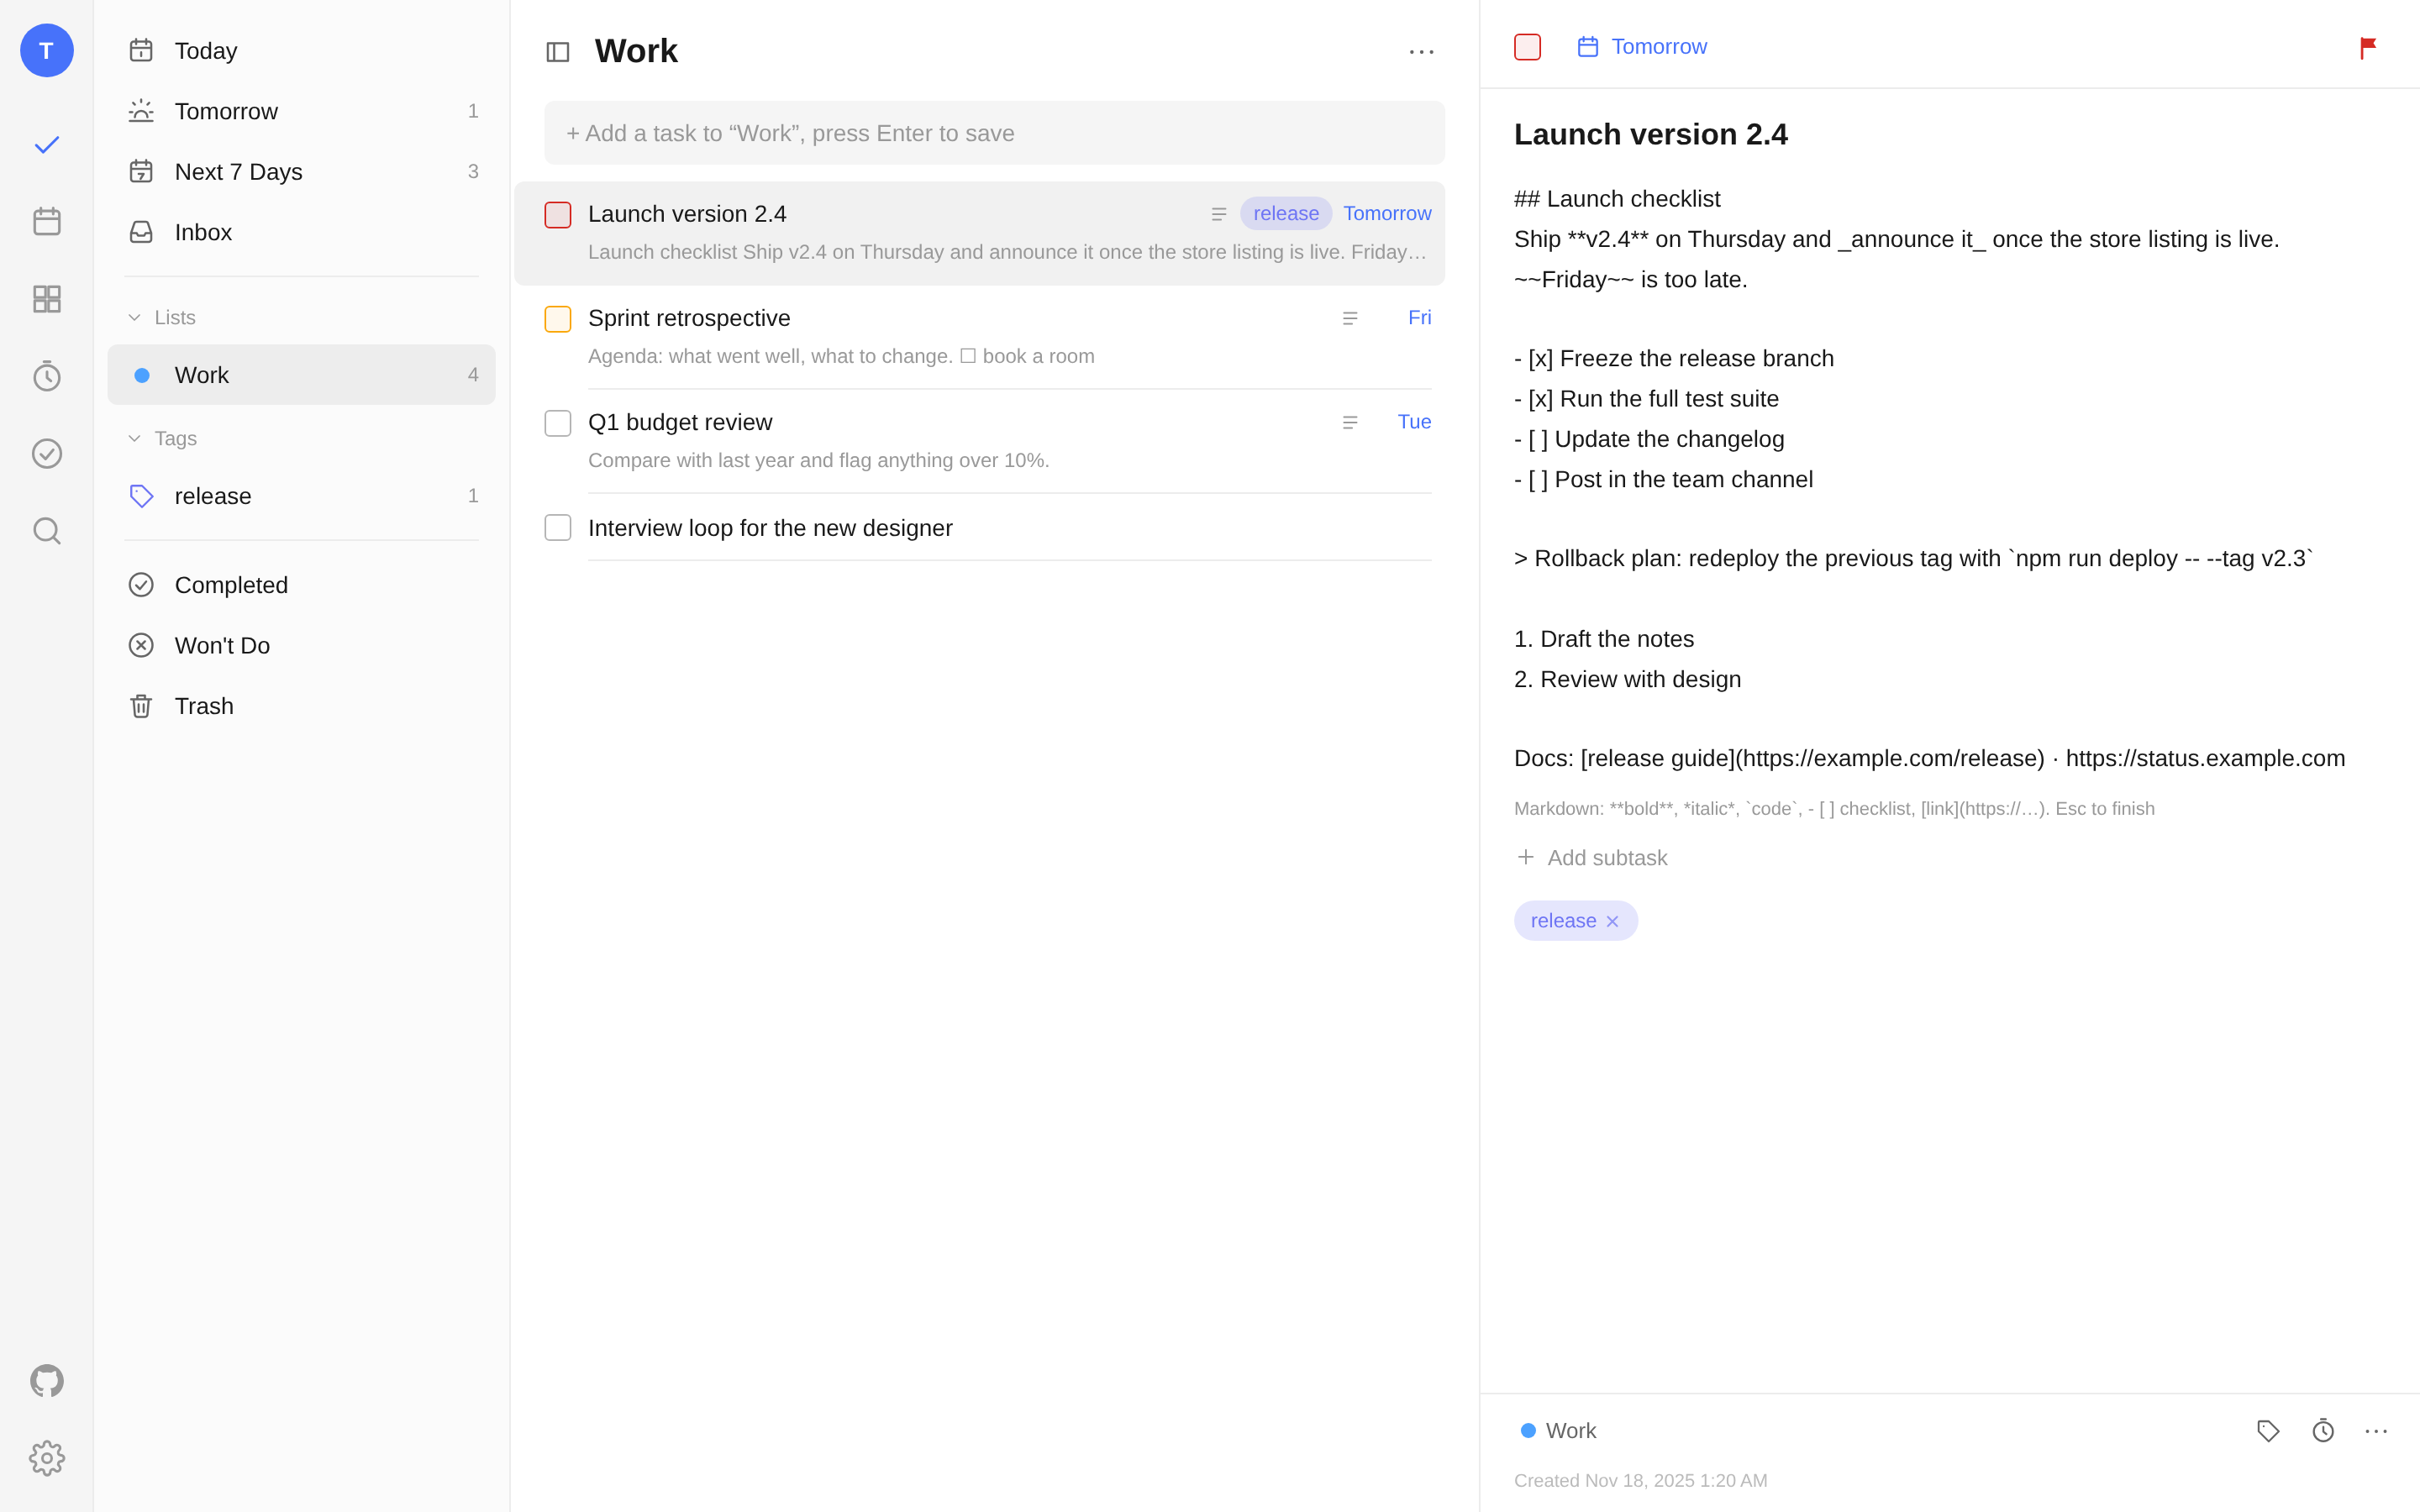 T
Today
Tomorrow 1
Next 7 Days 3
Inbox
Lists
Work 4
Tags
release 1
Completed
Won't Do
Trash
Work
+ Add a task to “Work”, press Enter to save
Launch version 2.4 release Tomorrow
Launch checklist Ship v2.4 on Thursday and announce it once the store listing is live. Friday…
Sprint retrospective Fri
Agenda: what went well, what to change. ☐ book a room
Q1 budget review Tue
Compare with last year and flag anything over 10%.
Interview loop for the new designer
Tomorrow
Launch version 2.4
## Launch checklist
Ship **v2.4** on Thursday and _announce it_ once the store listing is live.
~~Friday~~ is too late.
- [x] Freeze the release branch
- [x] Run the full test suite
- [ ] Update the changelog
- [ ] Post in the team channel
> Rollback plan: redeploy the previous tag with `npm run deploy -- --tag v2.3`
1. Draft the notes
2. Review with design
Docs: [release guide](https://example.com/release) · https://status.example.com
Markdown: **bold**, *italic*, `code`, - [ ] checklist, [link](https://…). Esc to finish
Add subtask
release
Work
Created Nov 18, 2025 1:20 AM